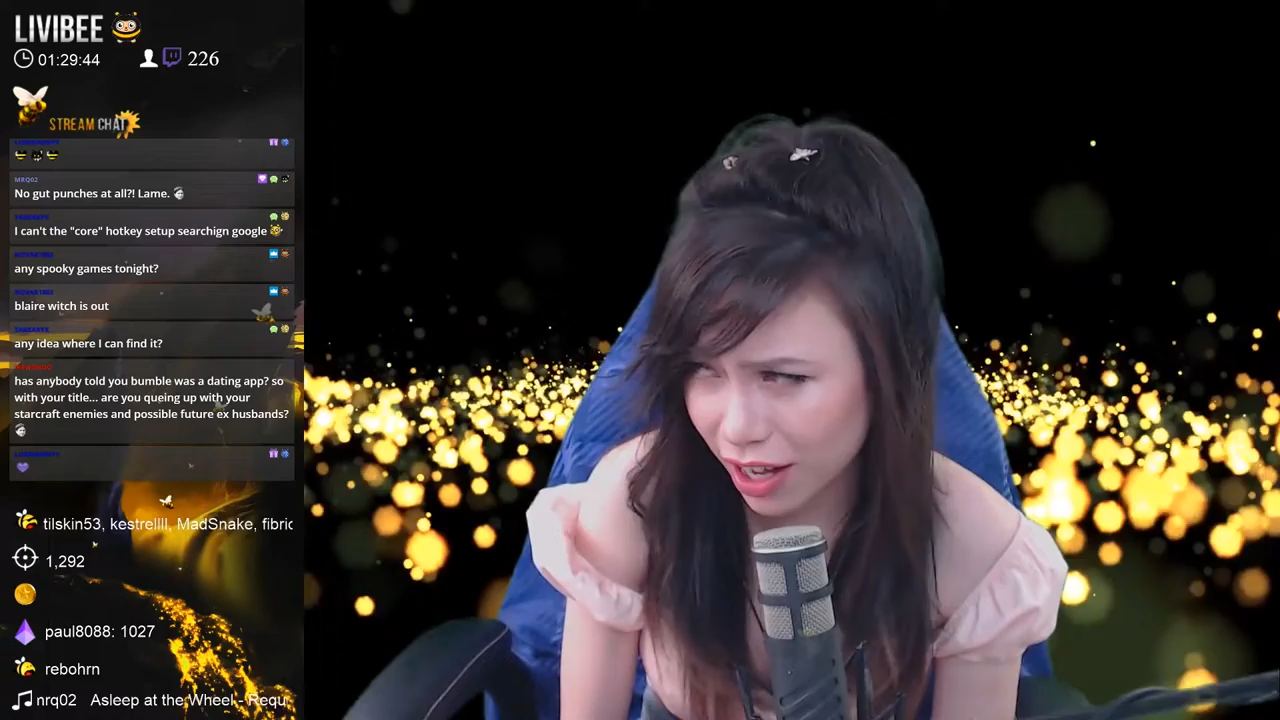 LIVIBEE
01:29:44
226
STREAM CHAT
MRQ02
No gut punches at all?! Lame.
I can't the "core" hotkey setup searchign google
any spooky games tonight?
blaire witch is out
any idea where I can find it?
has anybody told you bumble was a dating app? so
with your title... are you queing up with your
starcraft enemies and possible future ex husbands?
tilskin53, kestrellll, MadSnake, fibric
1,292
paul8088: 1027
rebohrn
nrq02 Asleep at the Wheel - Requ